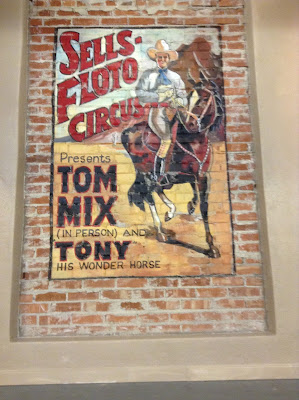 SELLS-
FLOTO
CIRCUS
Presents
TOM
MIX
(IN PERSON) AND
TONY
HIS WONDER HORSE